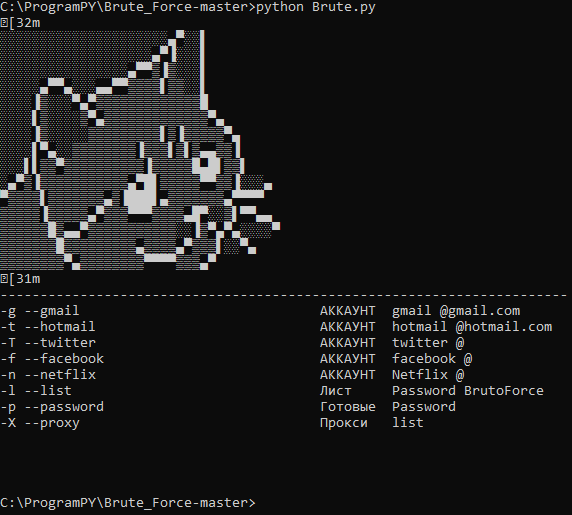 C:\ProgramPY\Brute_Force-master>python Brute.py
[32m
[31m
-----------------------------------------------------------------------
-g --gmail АККАУНТ gmail @gmail.com
-t --hotmail АККАУНТ hotmail @hotmail.com
-T --twitter АККАУНТ twitter @
-f --facebook АККАУНТ facebook @
-n --netflix АККАУНТ Netflix @
-l --list Лист Password BrutoForce
-p --password Готовые Password
-X --proxy Прокси list
C:\ProgramPY\Brute_Force-master>